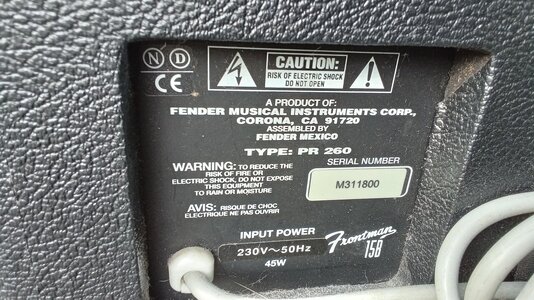 N D
CE
CAUTION:
RISK OF ELECTRIC SHOCK
DO NOT OPEN
A PRODUCT OF:
FENDER MUSICAL INSTRUMENTS CORP.,
CORONA, CA 91720
ASSEMBLED BY
FENDER MEXICO
TYPE: PR 260
WARNING: TO REDUCE THE
RISK OF FIRE OR
ELECTRIC SHOCK, DO NOT EXPOSE
THIS EQUIPMENT
TO RAIN OR MOISTURE
SERIAL NUMBER
M311800
AVIS: RISQUE DE CHOC
ELECTRIQUE NE PAS OUVRIR
INPUT POWER
230V~50Hz
45W
Frontman
15B